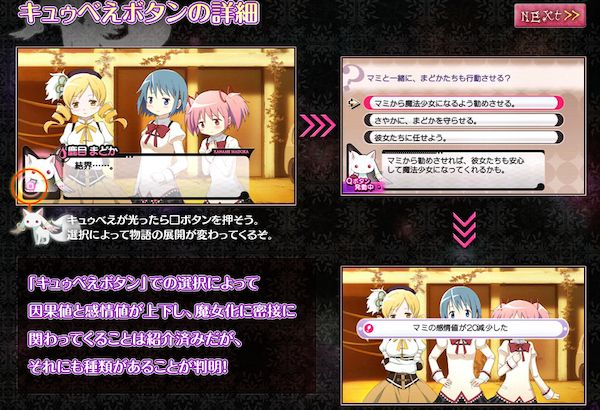 キュゥべえボタンの詳細
NEXT>>
鹿目 まどか
KANAME MADOKA
結界……。
キュゥべえが光ったら□ボタンを押そう。
選択によって物語の展開が変わってくるぞ。
マミと一緒に、まどかたちも行動させる?
マミから魔法少女になるよう勧めさせる。
さやかに、まどかを守らせる。
彼女たちに任せよう。
Qボタン
発動中
マミから勧めさせれば、彼女たちも安心
して魔法少女になってくれるかも。
「キュゥべえボタン」での選択によって
因果値と感情値が上下し、魔女化に密接に
関わってくることは紹介済みだが、
それにも種類があることが判明!
マミの感情値が20減少した